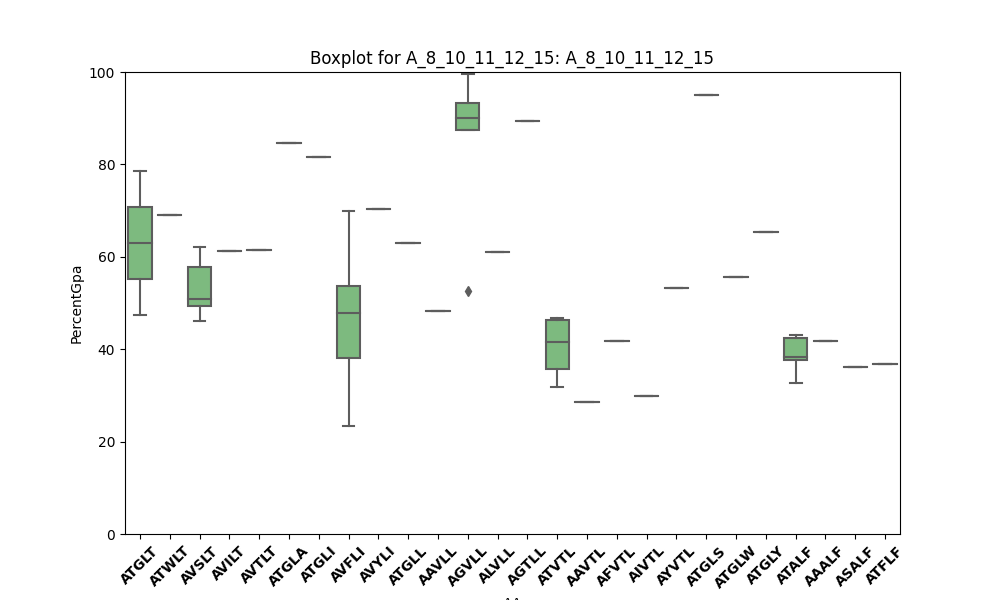 Boxplot for A_8_10_11_12_15: A_8_10_11_12_15
100
80
60
40
20
0
PercentGpa
ATGLT
ATWLT
AVSLT
AVILT
AVTLT
ATGLA
ATGLI
AVFLI
AVYLI
ATGLL
AAVLL
AGVLL
ALVLL
AGTLL
ATVTL
AAVTL
AFVTL
AIVTL
AYVTL
ATGLS
ATGLW
ATGLY
ATALF
AAALF
ASALF
ATFLF